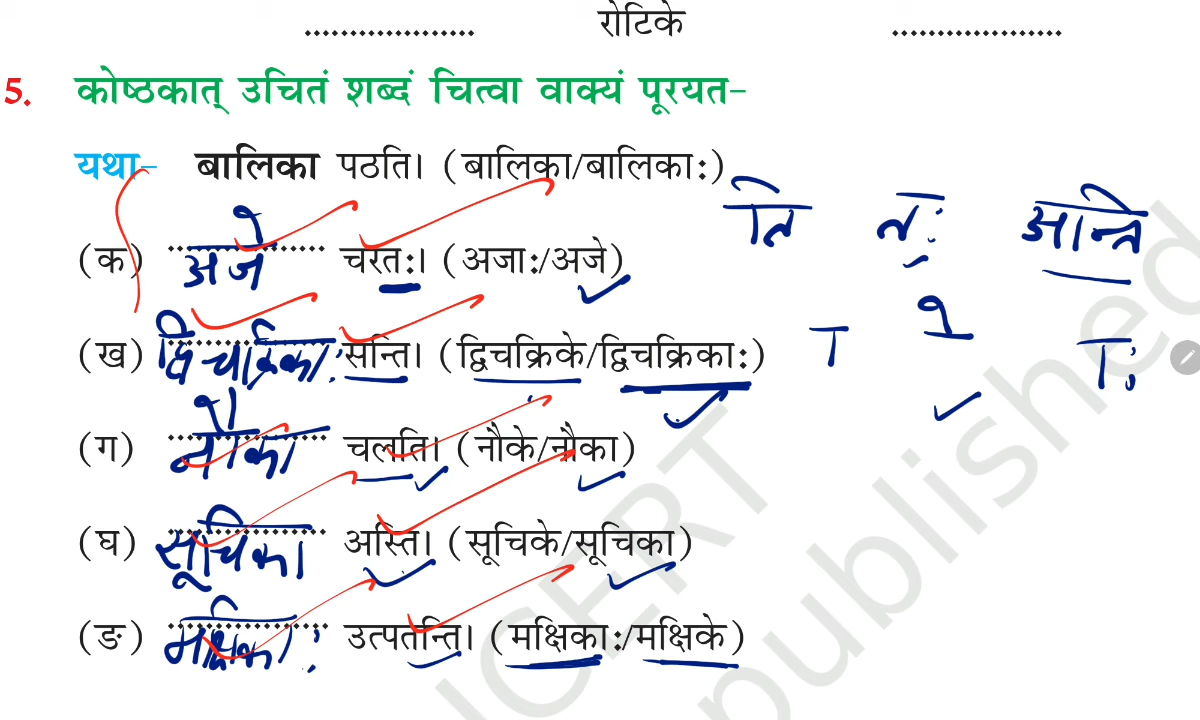 ................... रोटिके ...................
5. कोष्ठकात् उचितं शब्दं चित्वा वाक्यं पूरयत-
यथा- बालिका पठति। (बालिका/बालिकाः)
ति तः अन्ति
(क) अजे चरतः। (अजाः/अजे)
ा े ाः
(ख) द्विचक्रिकाः सन्ति। (द्विचक्रिके/द्विचक्रिकाः)
(ग) नौका चलति। (नौके/नौका)
(घ) सूचिका अस्ति। (सूचिके/सूचिका)
(ङ) मक्षिकाः उत्पतन्ति। (मक्षिकाः/मक्षिके)
NCERT
published